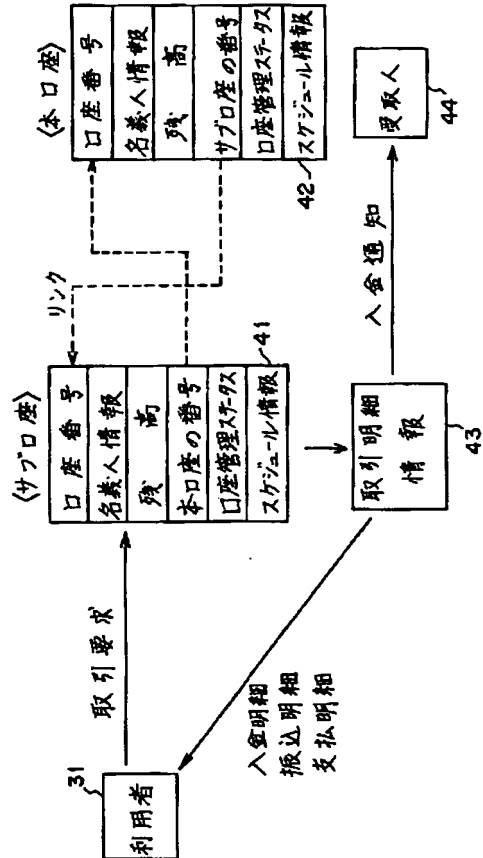 31
利用者
取引要求
〈サブ口座〉
口座番号
名義人情報
残高
本口座の番号
口座管理ステータス
スケジュール情報
41
リンク
〈本口座〉
口座番号
名義人情報
残高
サブ口座の番号
口座管理ステータス
スケジュール情報
42
入金明細
振込明細
支払明細
取引明細
情報
43
入金通知
受取人
44